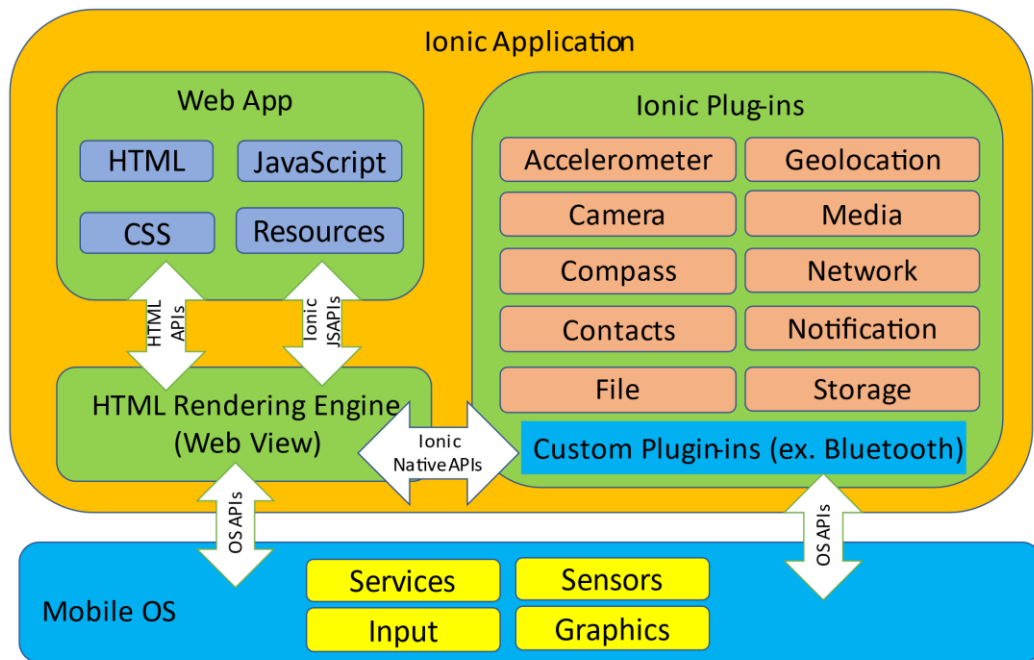 Ionic Application
Web App
HTML
JavaScript
CSS
Resources
HTML
APIs
Ionic
JSAPIs
HTML Rendering Engine
(Web View)
Ionic
Native APIs
Ionic Plug-ins
Accelerometer
Geolocation
Camera
Media
Compass
Network
Contacts
Notification
File
Storage
Custom Plugin-ins (ex. Bluetooth)
OS APIs
OS APIs
Mobile OS
Services
Sensors
Input
Graphics